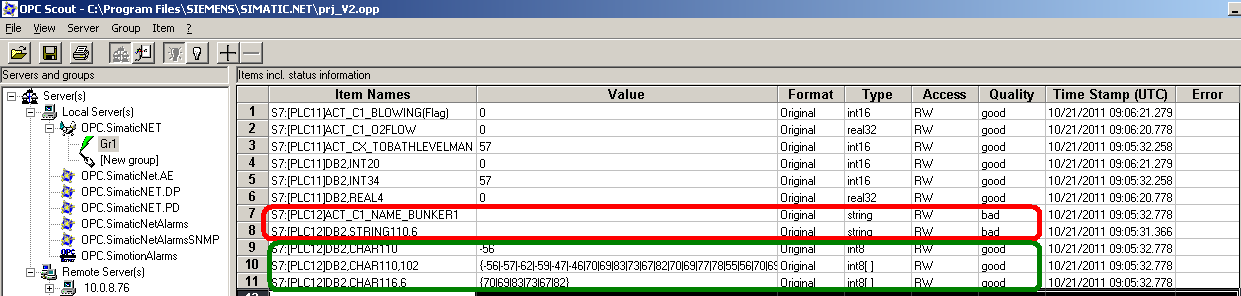 OPC Scout - C:\Program Files\SIEMENS\SIMATIC.NET\prj_V2.opp
File View Server Group Item ?
Servers and groups
Items incl. status information
Server(s)
Local Server(s)
OPC.SimaticNET
Gr1
[New group]
OPC.SimaticNet.AE
OPC.SimaticNET.DP
OPC.SimaticNET.PD
OPC.SimaticNetAlarms
OPC.SimaticNetAlarmsSNMP
OPC.SimotionAlarms
Remote Server(s)
10.0.8.76
Item Names Value Format Type Access Quality Time Stamp (UTC) Error
1 S7:[PLC11]ACT_C1_BLOWING(Flag) 0 Original int16 RW good 10/21/2011 09:06:21.279
2 S7:[PLC11]ACT_C1_O2FLOW 0 Original real32 RW good 10/21/2011 09:06:20.778
3 S7:[PLC11]ACT_CX_TOBATHLEVELMAN 57 Original int16 RW good 10/21/2011 09:05:32.258
4 S7:[PLC11]DB2,INT20 0 Original int16 RW good 10/21/2011 09:06:21.279
5 S7:[PLC11]DB2,INT34 57 Original int16 RW good 10/21/2011 09:05:32.258
6 S7:[PLC11]DB2,REAL4 0 Original real32 RW good 10/21/2011 09:06:20.778
7 S7:[PLC12]ACT_C1_NAME_BUNKER1 Original string RW bad 10/21/2011 09:05:32.778
8 S7:[PLC12]DB2,STRING110.6 Original string RW bad 10/21/2011 09:05:31.366
9 S7:[PLC12]DB2,CHAR110 -56 Original int8 RW good 10/21/2011 09:05:32.778
10 S7:[PLC12]DB2,CHAR110,102 {-56|-57|-62|-59|-47|-46|70|69|83|73|67|82|70|69|77|78|55|56|70|69 Original int8[ ] RW good 10/21/2011 09:05:32.778
11 S7:[PLC12]DB2,CHAR116.6 {70|69|83|73|67|82} Original int8[ ] RW good 10/21/2011 09:05:32.778
12